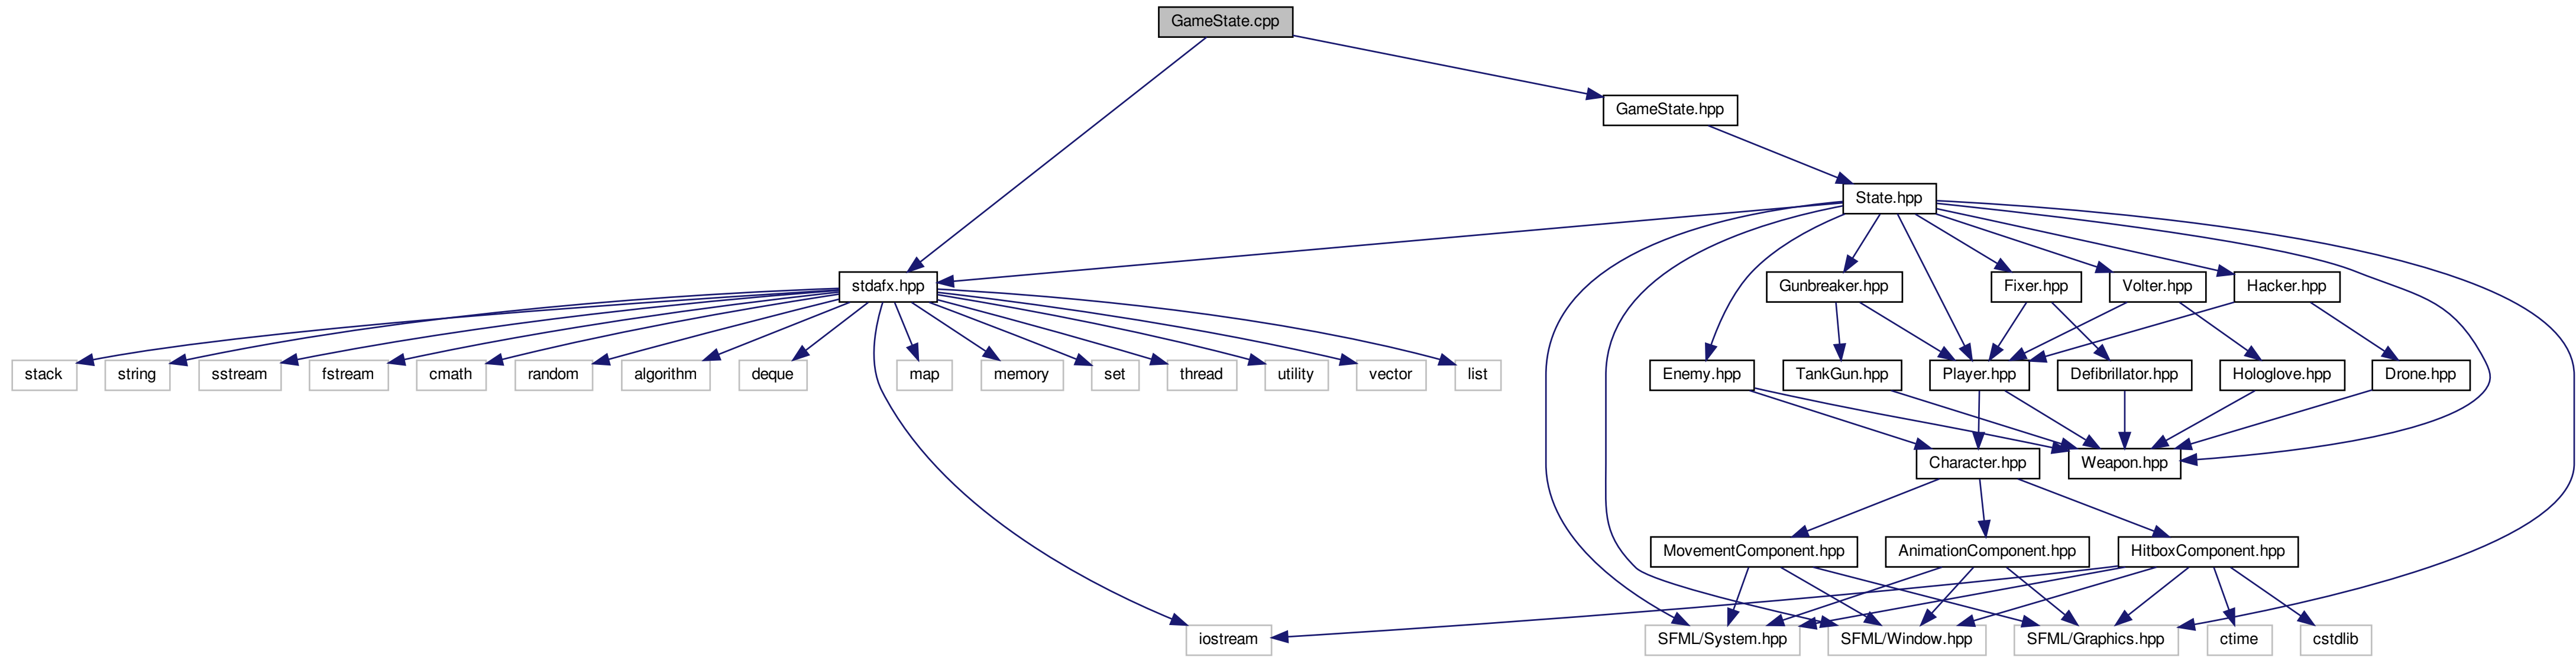 GameState.cpp
GameState.hpp
State.hpp
stdafx.hpp
Gunbreaker.hpp
Fixer.hpp
Volter.hpp
Hacker.hpp
stack
string
sstream
fstream
cmath
random
algorithm
deque
map
memory
set
thread
utility
vector
list
Enemy.hpp
TankGun.hpp
Player.hpp
Defibrillator.hpp
Hologlove.hpp
Drone.hpp
Character.hpp
Weapon.hpp
MovementComponent.hpp
AnimationComponent.hpp
HitboxComponent.hpp
iostream
SFML/System.hpp
SFML/Window.hpp
SFML/Graphics.hpp
ctime
cstdlib